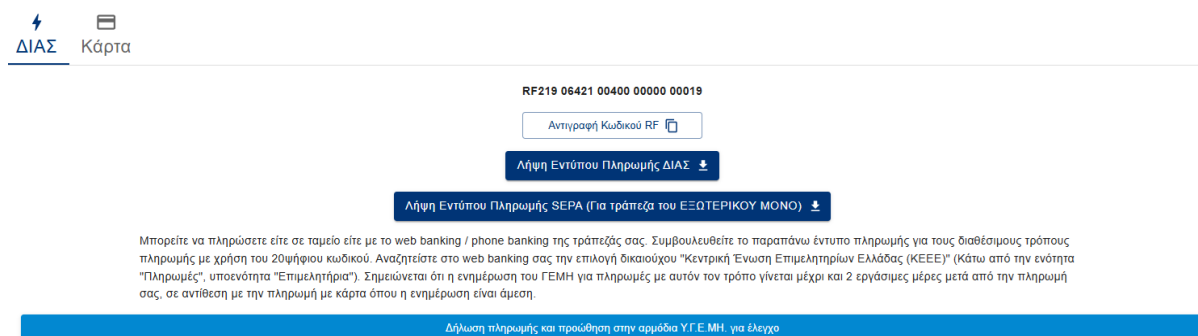 ΔΙΑΣ Κάρτα
RF219 06421 00400 00000 00019
Αντιγραφή Κωδικού RF
Λήψη Εντύπου Πληρωμής ΔΙΑΣ
Λήψη Εντύπου Πληρωμής SEPA (Για τράπεζα του ΕΞΩΤΕΡΙΚΟΥ ΜΟΝΟ)
Μπορείτε να πληρώσετε είτε σε ταμείο είτε με το web banking / phone banking της τράπεζάς σας. Συμβουλευθείτε το παραπάνω έντυπο πληρωμής για τους διαθέσιμους τρόπους
πληρωμής με χρήση του 20ψήφιου κωδικού. Αναζητείστε στο web banking σας την επιλογή δικαιούχου "Κεντρική Ένωση Επιμελητηρίων Ελλάδας (ΚΕΕΕ)" (Κάτω από την ενότητα
"Πληρωμές", υποενότητα "Επιμελητήρια"). Σημειώνεται ότι η ενημέρωση του ΓΕΜΗ για πληρωμές με αυτόν τον τρόπο γίνεται μέχρι και 2 εργάσιμες μέρες μετά από την πληρωμή
σας, σε αντίθεση με την πληρωμή με κάρτα όπου η ενημέρωση είναι άμεση.
Δήλωση πληρωμής και προώθηση στην αρμόδια Υ.Γ.Ε.ΜΗ. για έλεγχο